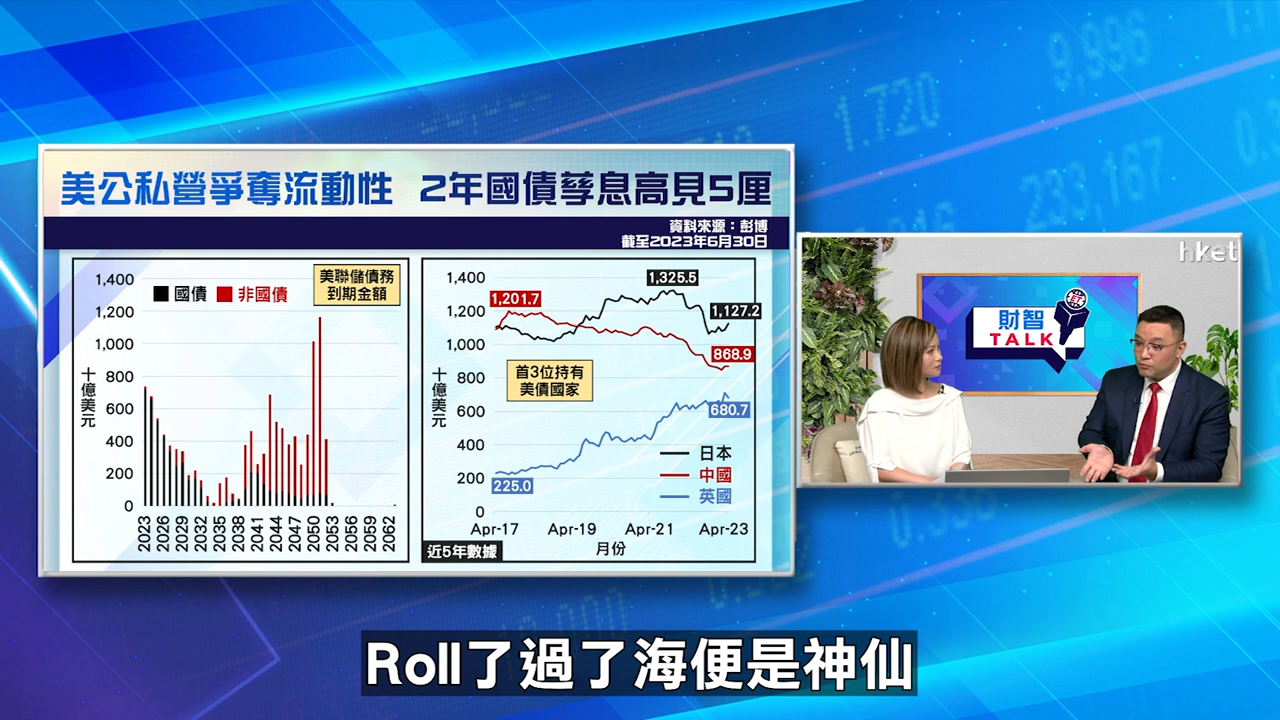 美公私營爭奪流動性 2年國債孳息高見5厘
資料來源：彭博
截至2023年6月30日
1,400
1,200
1,000
800
600
400
200
0
十億美元
國債 非國債
美聯儲債務
到期金額
2023 2026 2029 2032 2035 2038 2041 2044 2047 2050 2053 2056 2059 2062
1,400
1,200
1,000
800
600
400
200
0
十億美元
1,201.7
1,325.5
1,127.2
868.9
680.7
225.0
首3位持有
美債國家
日本
中國
英國
Apr-17 Apr-19 Apr-21 Apr-23
月份
近5年數據
hket
ET
財智
TALK
9,996
1.720
233,167
Roll了過了海便是神仙